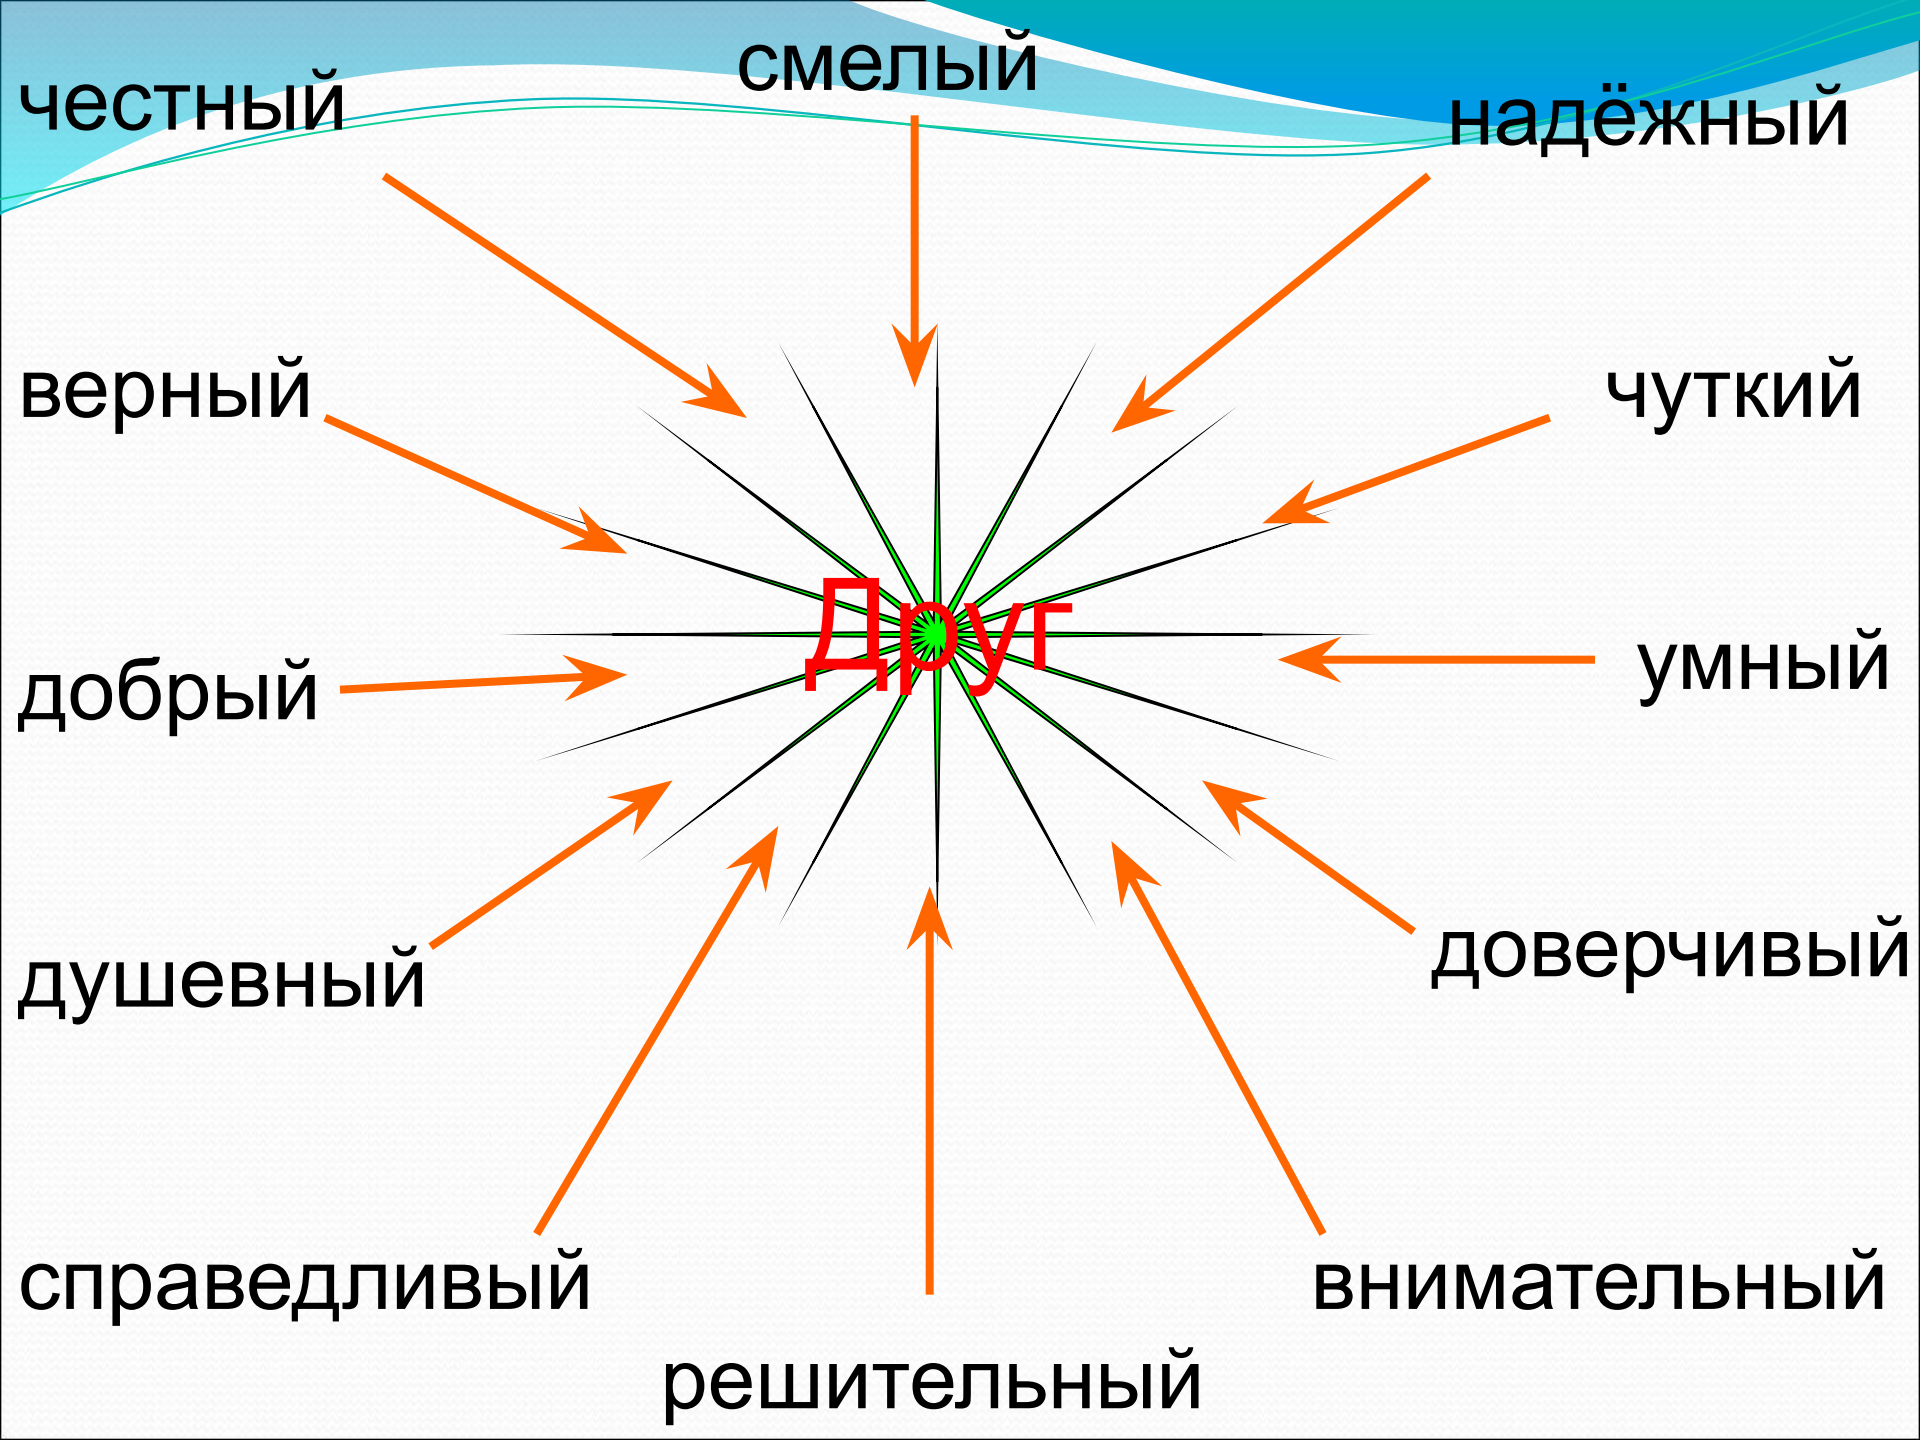 смелый
честный
надёжный
верный
чуткий
Друг
умный
добрый
доверчивый
душевный
справедливый
внимательный
решительный